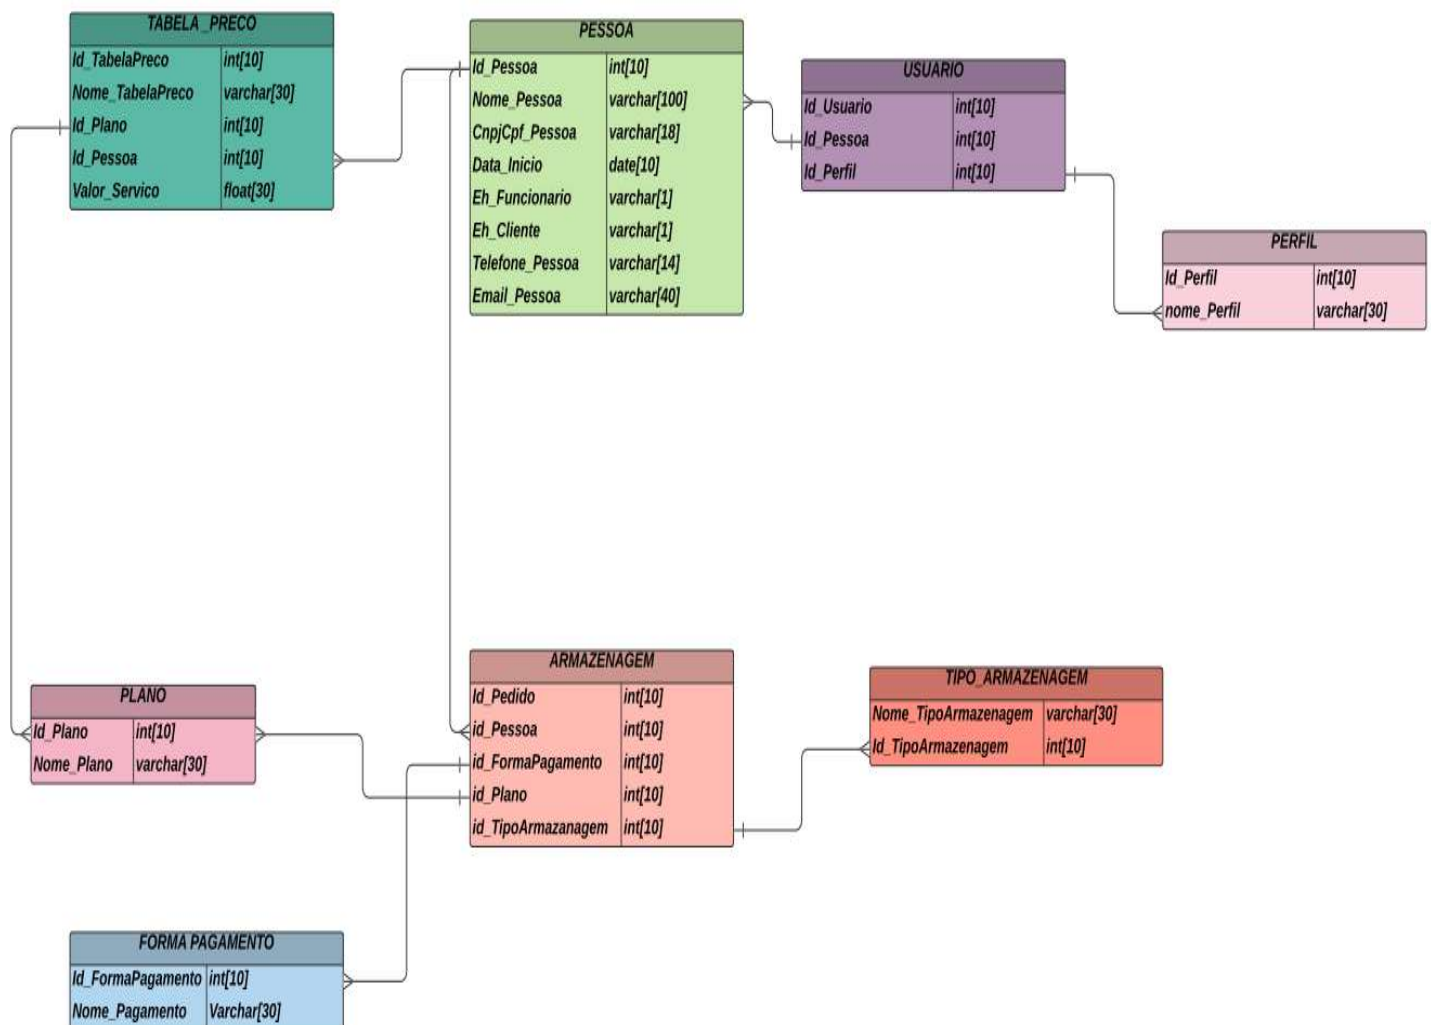 TABELA_PRECO
Id_TabelaPreco int[10]
Nome_TabelaPreco varchar[30]
Id_Plano int[10]
Id_Pessoa int[10]
Valor_Servico float[30]
PESSOA
Id_Pessoa int[10]
Nome_Pessoa varchar[100]
CnpjCpf_Pessoa varchar[18]
Data_Inicio date[10]
Eh_Funcionario varchar[1]
Eh_Cliente varchar[1]
Telefone_Pessoa varchar[14]
Email_Pessoa varchar[40]
USUARIO
Id_Usuario int[10]
Id_Pessoa int[10]
Id_Perfil int[10]
PERFIL
Id_Perfil int[10]
nome_Perfil varchar[30]
PLANO
Id_Plano int[10]
Nome_Plano varchar[30]
ARMAZENAGEM
Id_Pedido int[10]
id_Pessoa int[10]
id_FormaPagamento int[10]
id_Plano int[10]
id_TipoArmazanagem int[10]
TIPO_ARMAZENAGEM
Nome_TipoArmazenagem varchar[30]
Id_TipoArmazenagem int[10]
FORMA PAGAMENTO
Id_FormaPagamento int[10]
Nome_Pagamento Varchar[30]